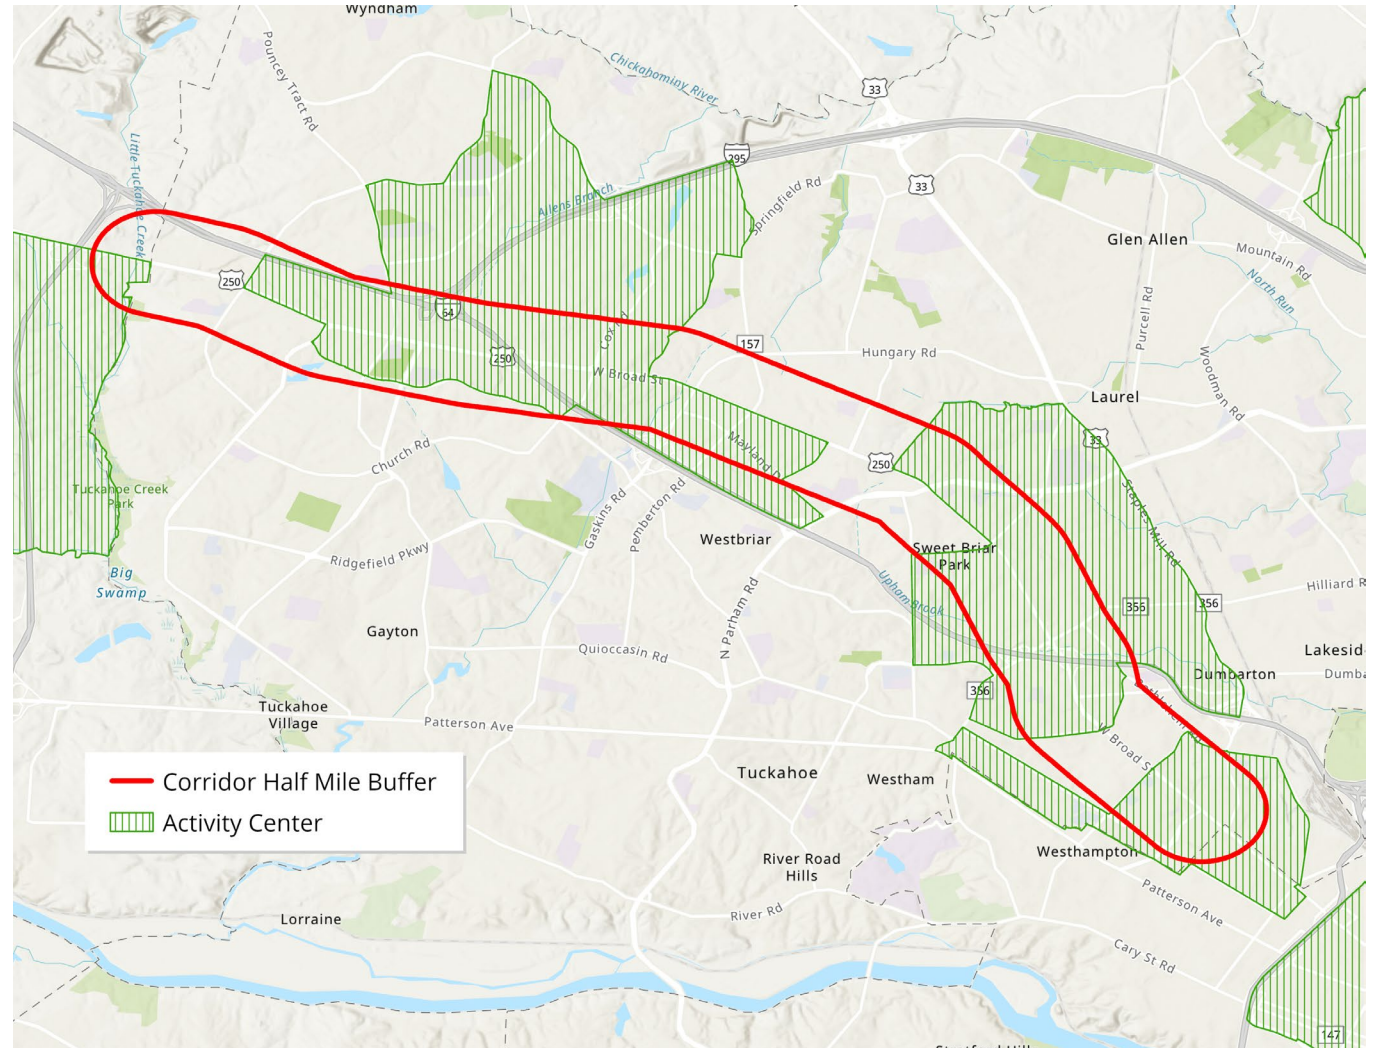 Wyndham
Pouncey Tract Rd
Chickahominy River
33
295
33
Little Tuckahoe Creek
Allens Branch
Springfield Rd
Glen Allen
Mountain Rd
North Run
250
64
Cox Rd
Purcell Rd
157
Hungary Rd
250
W Broad St
Woodman Rd
Laurel
33
Mayland D
250
Church Rd
Tuckahoe Creek
Park
Staples Mill Rd
Gaskins Rd
Pemberton Rd
Westbriar
Sweet Briar
Park
Ridgefield Pkwy
Big
Swamp
Upham Brook
Hilliard R
356
356
N Parham Rd
Gayton
Quioccasin Rd
Lakesid
Dumbarton
Dumba
356
Bethlehem Rd
Tuckahoe
Village
Patterson Ave
W Broad S
Tuckahoe
Westham
Corridor Half Mile Buffer
Activity Center
Westhampton
River Road
Hills
Patterson Ave
Lorraine
River Rd
Cary St Rd
147